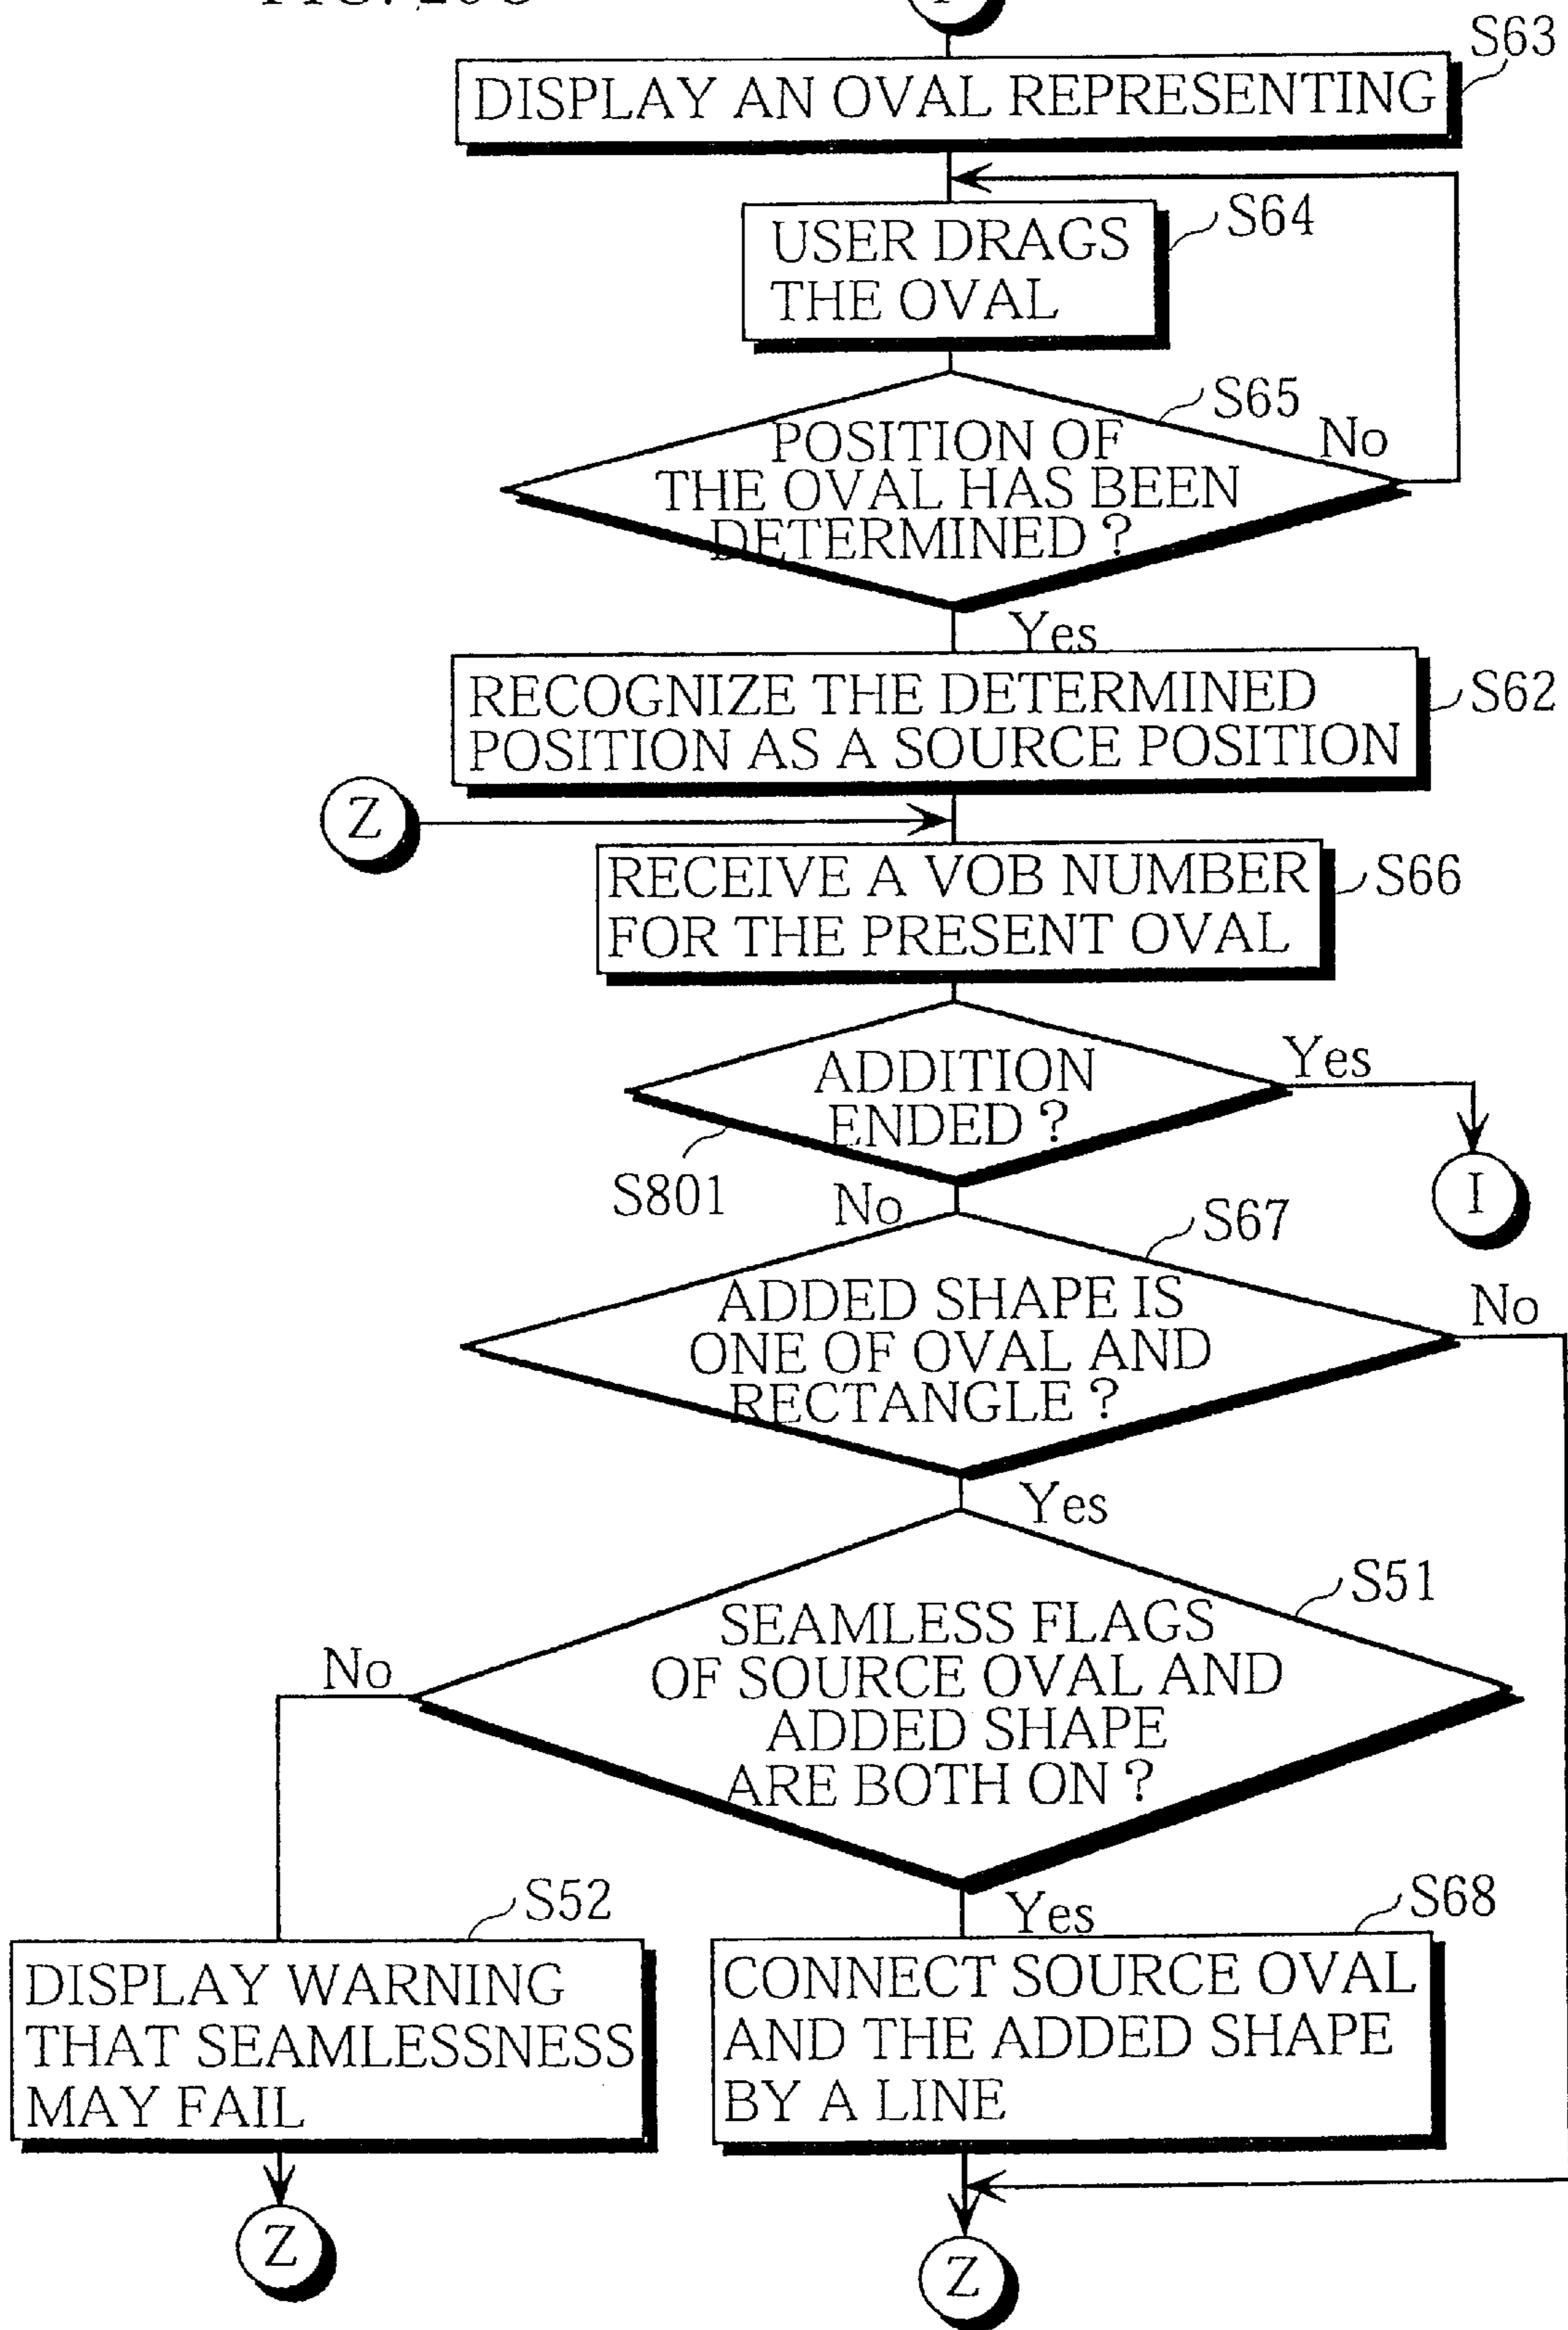 S63
DISPLAY AN OVAL REPRESENTING
S64
USER DRAGS
THE OVAL
S65
No
POSITION OF
THE OVAL HAS BEEN
DETERMINED ?
Yes
RECOGNIZE THE DETERMINED
POSITION AS A SOURCE POSITION
S62
Z
RECEIVE A VOB NUMBER
FOR THE PRESENT OVAL
S66
ADDITION
ENDED ?
Yes
S801
No
I
S67
ADDED SHAPE IS
ONE OF OVAL AND
RECTANGLE ?
No
Yes
S51
SEAMLESS FLAGS
OF SOURCE OVAL AND
ADDED SHAPE
ARE BOTH ON ?
No
Yes
S52
S68
DISPLAY WARNING
THAT SEAMLESSNESS
MAY FAIL
CONNECT SOURCE OVAL
AND THE ADDED SHAPE
BY A LINE
Z
Z